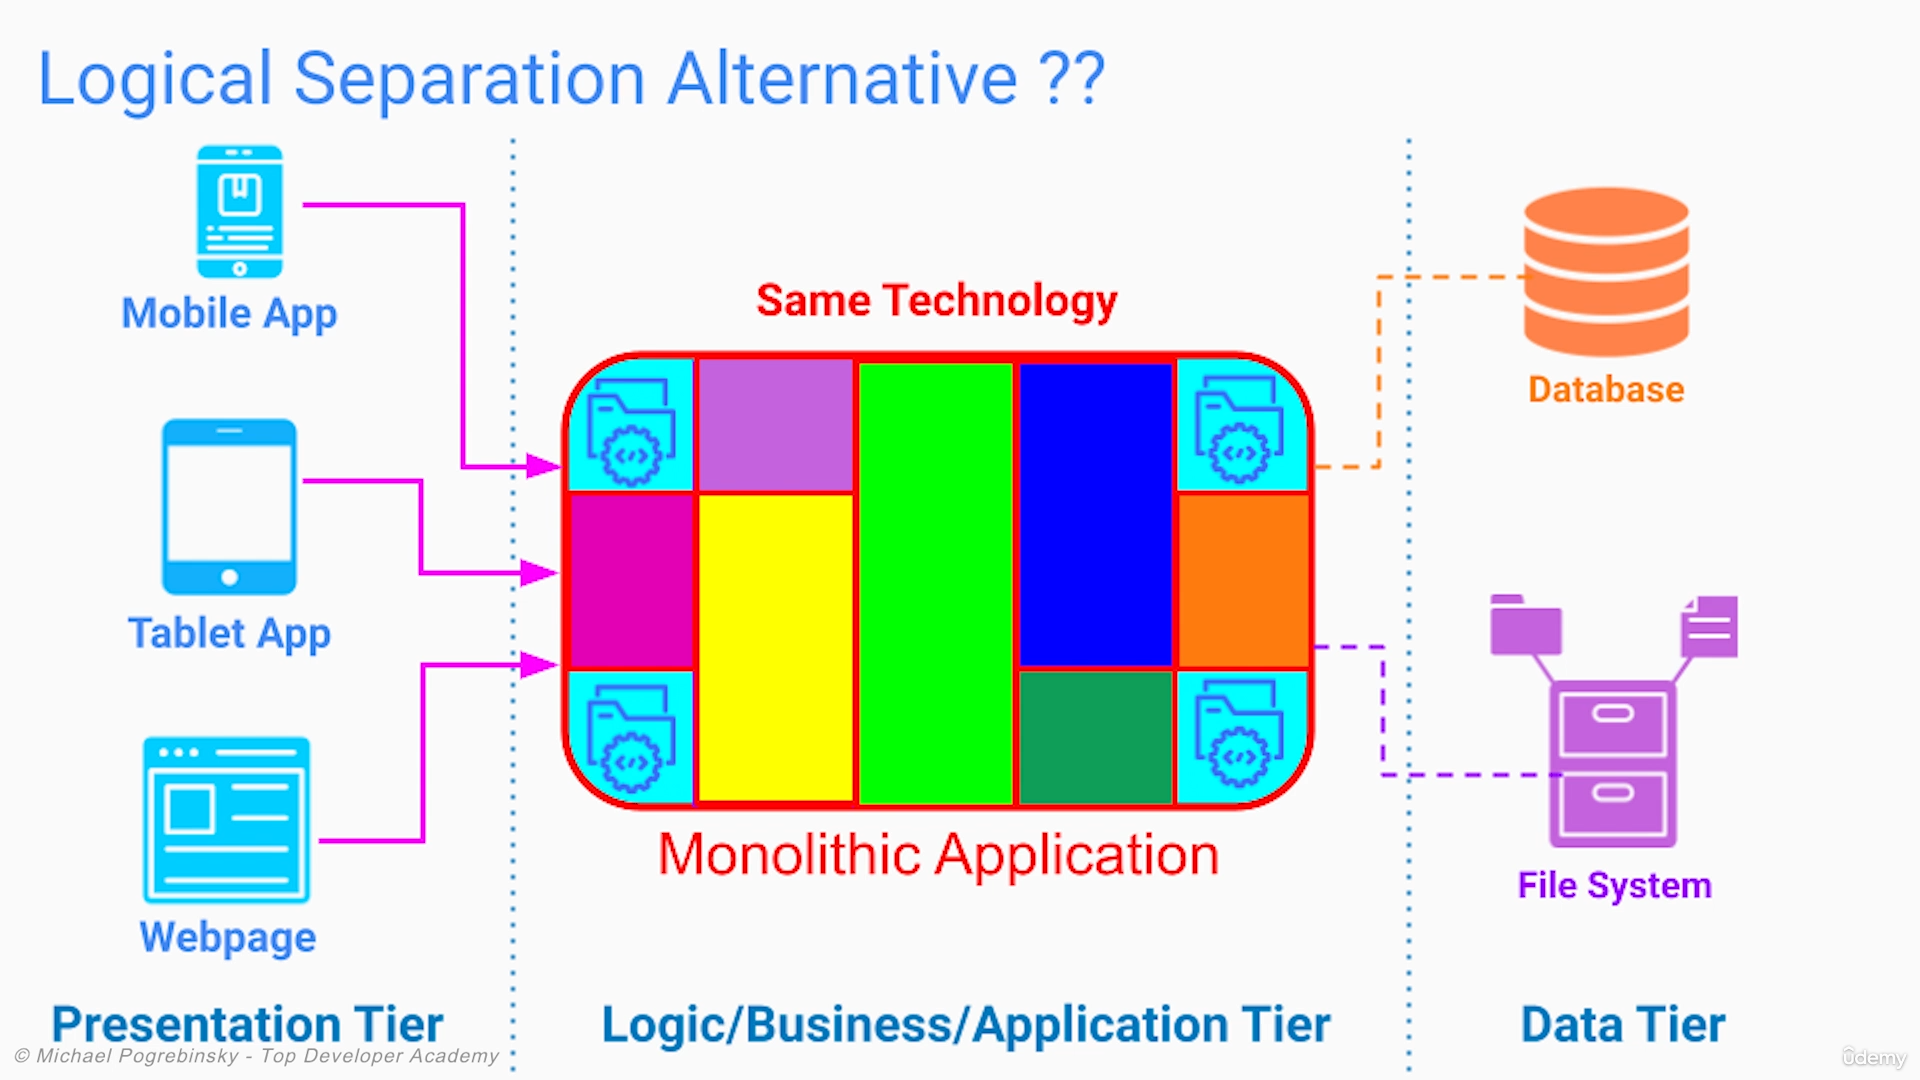 Logical Separation Alternative ??
Mobile App
Tablet App
Webpage
Same Technology
</>
</>
</>
</>
Monolithic Application
Database
File System
Presentation Tier
Logic/Business/Application Tier
Data Tier
© Michael Pogrebinsky - Top Developer Academy
ûdemy